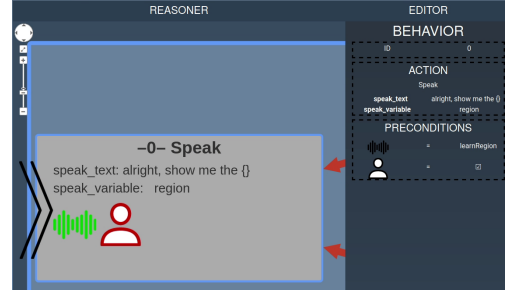 REASONER
EDITOR
–0– Speak
speak_text: alright, show me the {}
speak_variable: region
BEHAVIOR
ID 0
ACTION
Speak
speak_text alright, show me the {}
speak_variable region
PRECONDITIONS
= learnRegion
= ☑